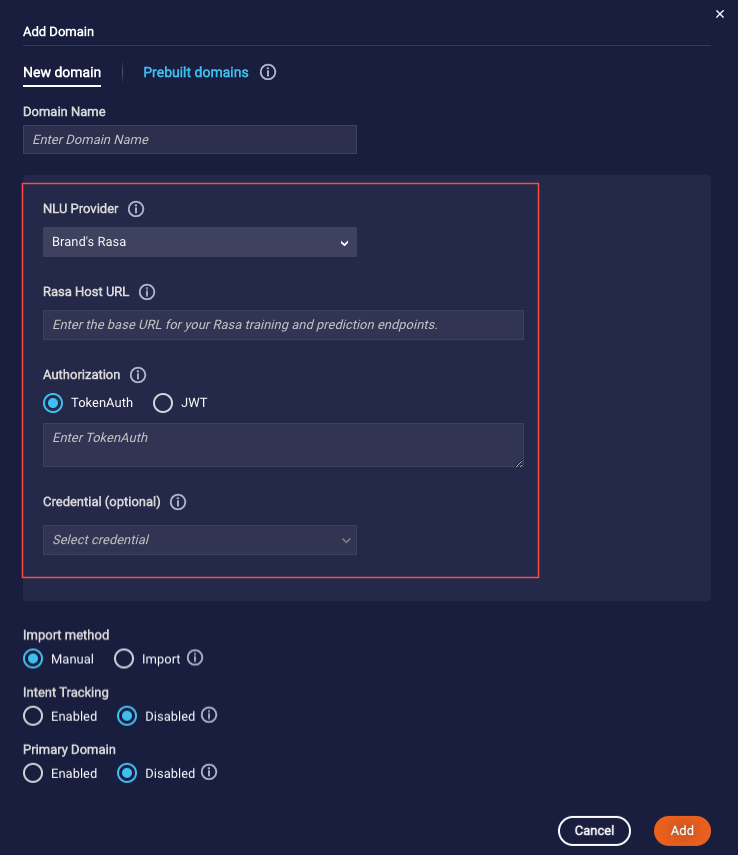 Add Domain
New domain
Prebuilt domains
Domain Name
Enter Domain Name
NLU Provider
Brand's Rasa
Rasa Host URL
Enter the base URL for your Rasa training and prediction endpoints.
Authorization
TokenAuth JWT
Enter TokenAuth
Credential (optional)
Select credential
Import method
Manual Import
Intent Tracking
Enabled Disabled
Primary Domain
Enabled Disabled
Cancel Add